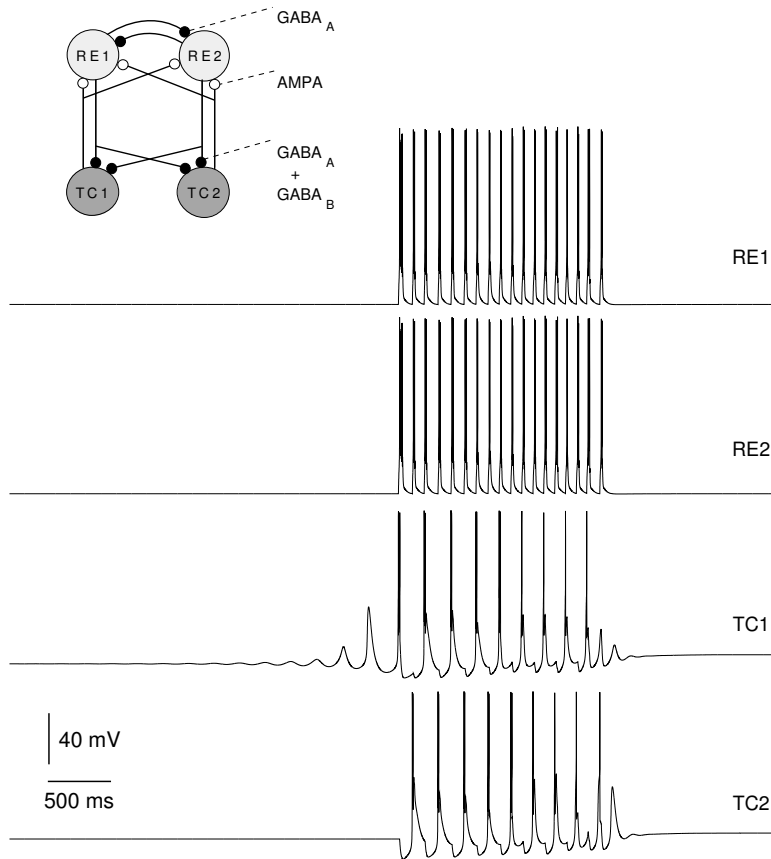 GABA A
RE1
RE2
AMPA
GABA A
+
GABA B
TC1
TC2
RE1
RE2
TC1
40 mV
500 ms
TC2